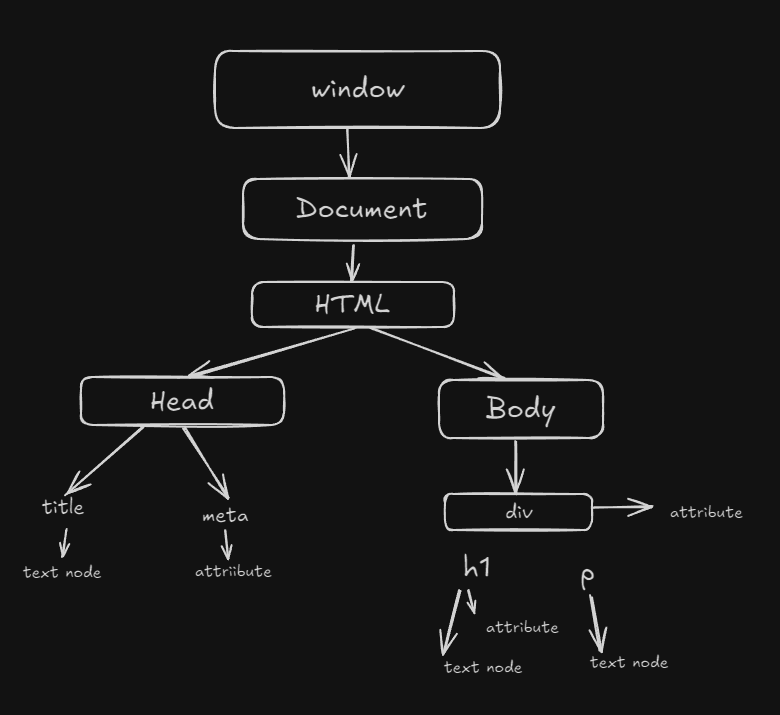 window
Document
HTML
Head
Body
title
meta
div
attribute
text node
attriibute
h1
p
attribute
text node
text node